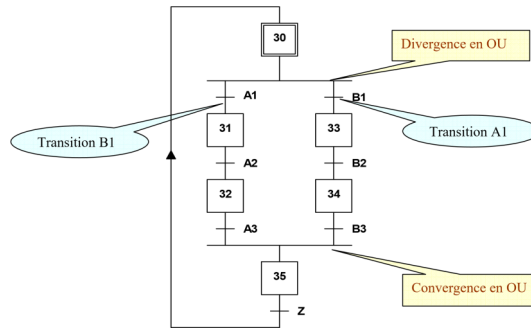 30
Divergence en OU
A1
B1
Transition B1
31
33
Transition A1
A2
B2
32
34
A3
B3
35
Convergence en OU
Z